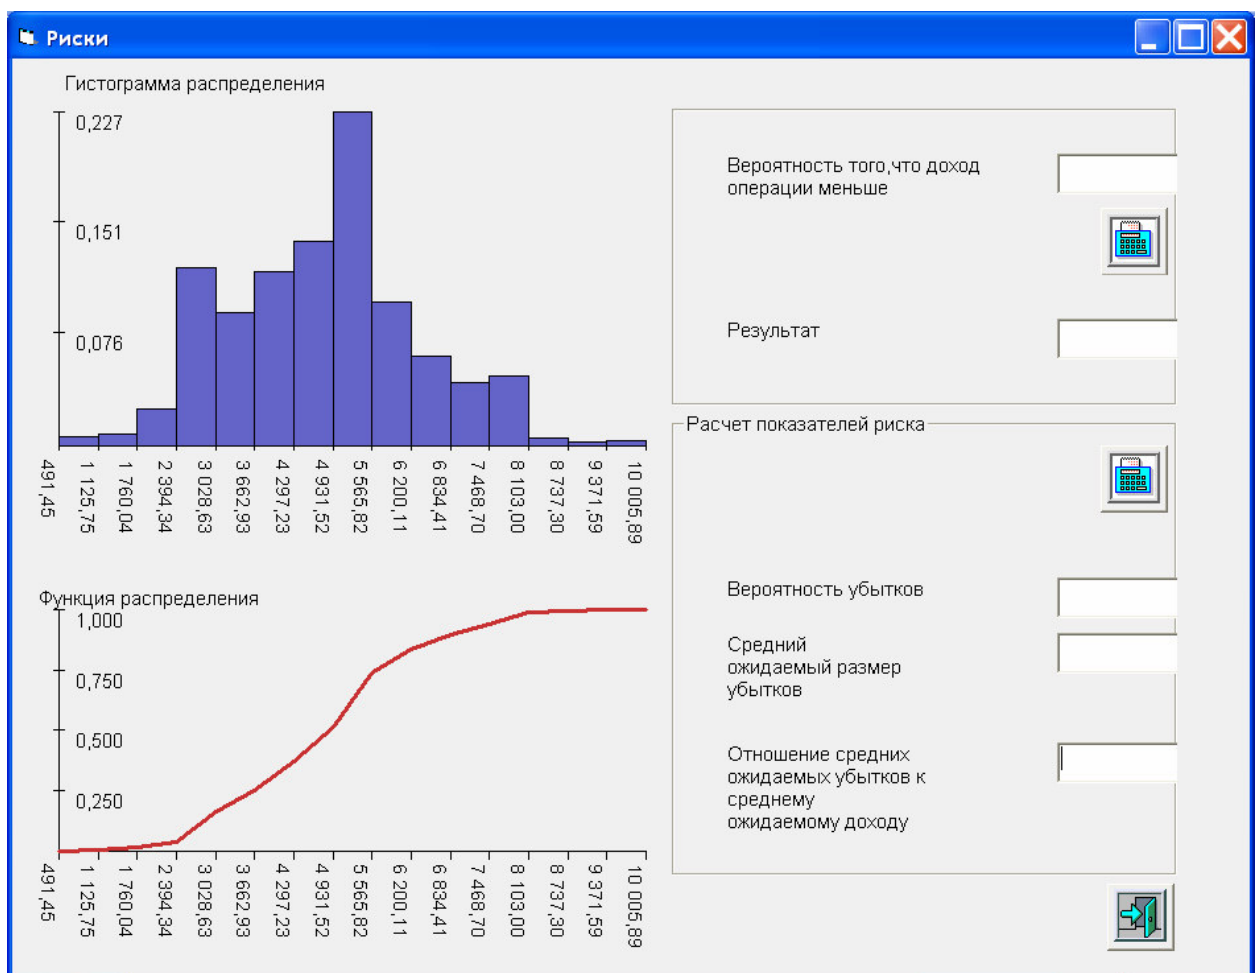 Риски
Гистограмма распределения
0,227
0,151
0,076
491,45
1 125,75
1 760,04
2 394,34
3 028,63
3 662,93
4 297,23
4 931,52
5 565,82
6 200,11
6 834,41
7 468,70
8 103,00
8 737,30
9 371,59
10 005,89
Функция распределения
1,000
0,750
0,500
0,250
491,45
1 125,75
1 760,04
2 394,34
3 028,63
3 662,93
4 297,23
4 931,52
5 565,82
6 200,11
6 834,41
7 468,70
8 103,00
8 737,30
9 371,59
10 005,89
Вероятность того,что доход
операции меньше
Результат
Расчет показателей риска
Вероятность убытков
Средний
ожидаемый размер
убытков
Отношение средних
ожидаемых убытков к
среднему
ожидаемому доходу